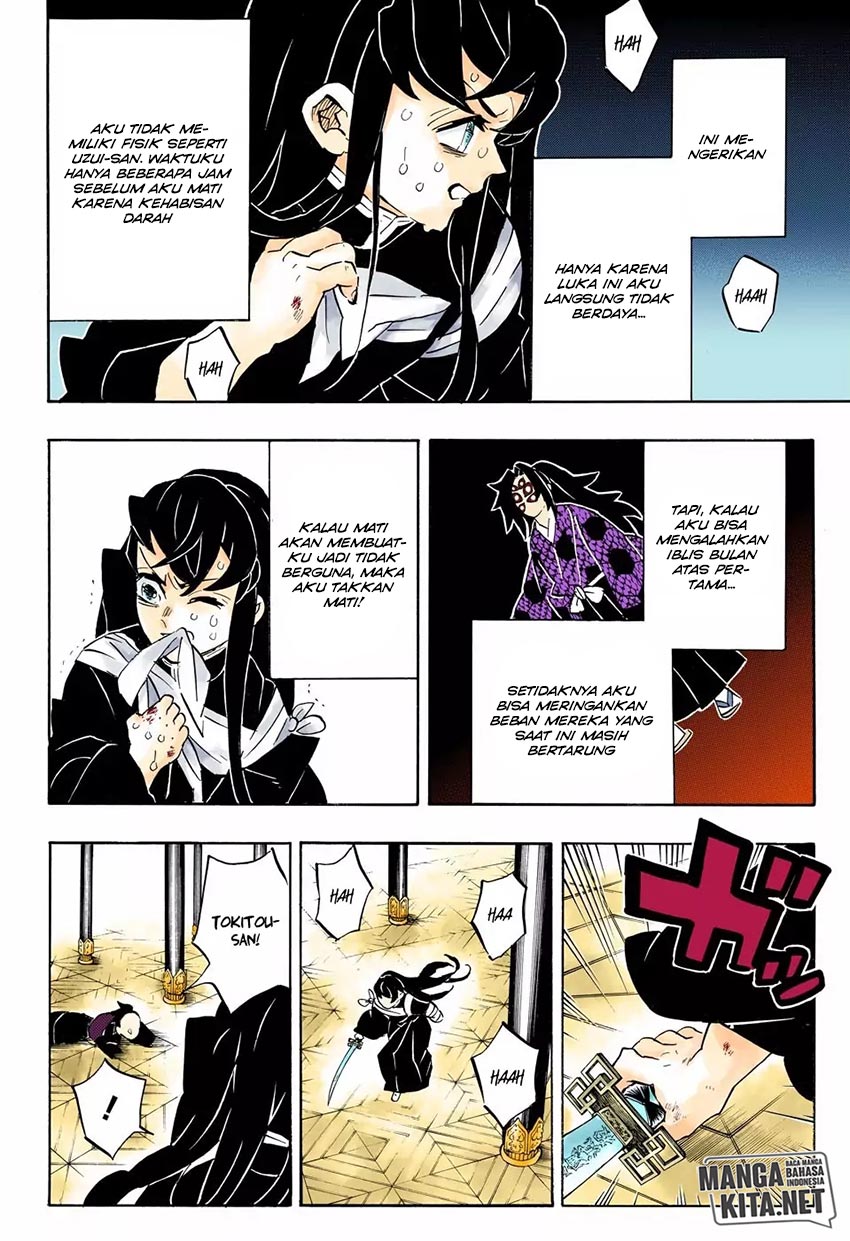 HAH
INI ME-
NGERIKAN
HANYA KARENA
LUKA INI AKU
LANGSUNG TIDAK
BERDAYA...
HAAH
AKU TIDAK ME-
MILIKI FISIK SEPERTI
UZUI-SAN. WAKTUKU
HANYA BEBERAPA JAM
SEBELUM AKU MATI
KARENA KEHABISAN
DARAH
HAH
TAPI, KALAU
AKU BISA
MENGALAHKAN
IBLIS BULAN
ATAS PER-
TAMA...
SETIDAKNYA AKU
BISA MERINGANKAN
BEBAN MEREKA YANG
SAAT INI MASIH
BERTARUNG
KALAU MATI
AKAN MEMBUAT-
KU JADI TIDAK
BERGUNA, MAKA
AKU TAKKAN
MATI!
ガッ
HAA
HAH
HAAH
TOKITOU-
SAN!
!
MANGA
KITA.NET
BACA MANGA
BAHASA
INDONESIA